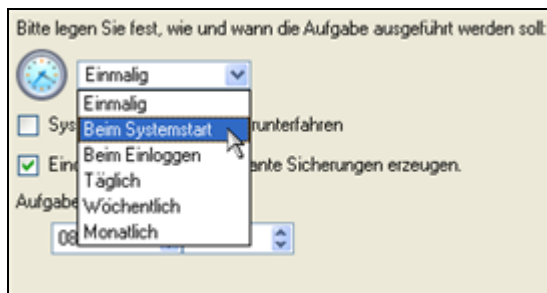 Bitte legen Sie fest, wie und wann die Aufgabe ausgeführt werden soll:
Einmalig
Einmalig
Beim Systemstart
Beim Einloggen
Täglich
Wöchentlich
Monatlich
Sys runterfahren
Ein ante Sicherungen erzeugen.
Aufgabe
08